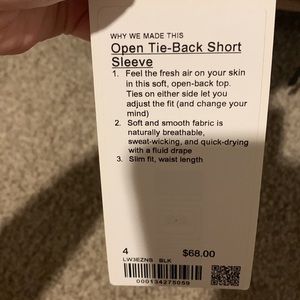 WHY WE MADE THIS
Open Tie-Back Short
Sleeve
1. Feel the fresh air on your skin
in this soft, open-back top.
Ties on either side let you
adjust the fit (and change your
mind)
2. Soft and smooth fabric is
naturally breathable,
sweat-wicking, and quick-drying
with a fluid drape
3. Slim fit, waist length
4 $68.00
LW3EZNS BLK
000134275059